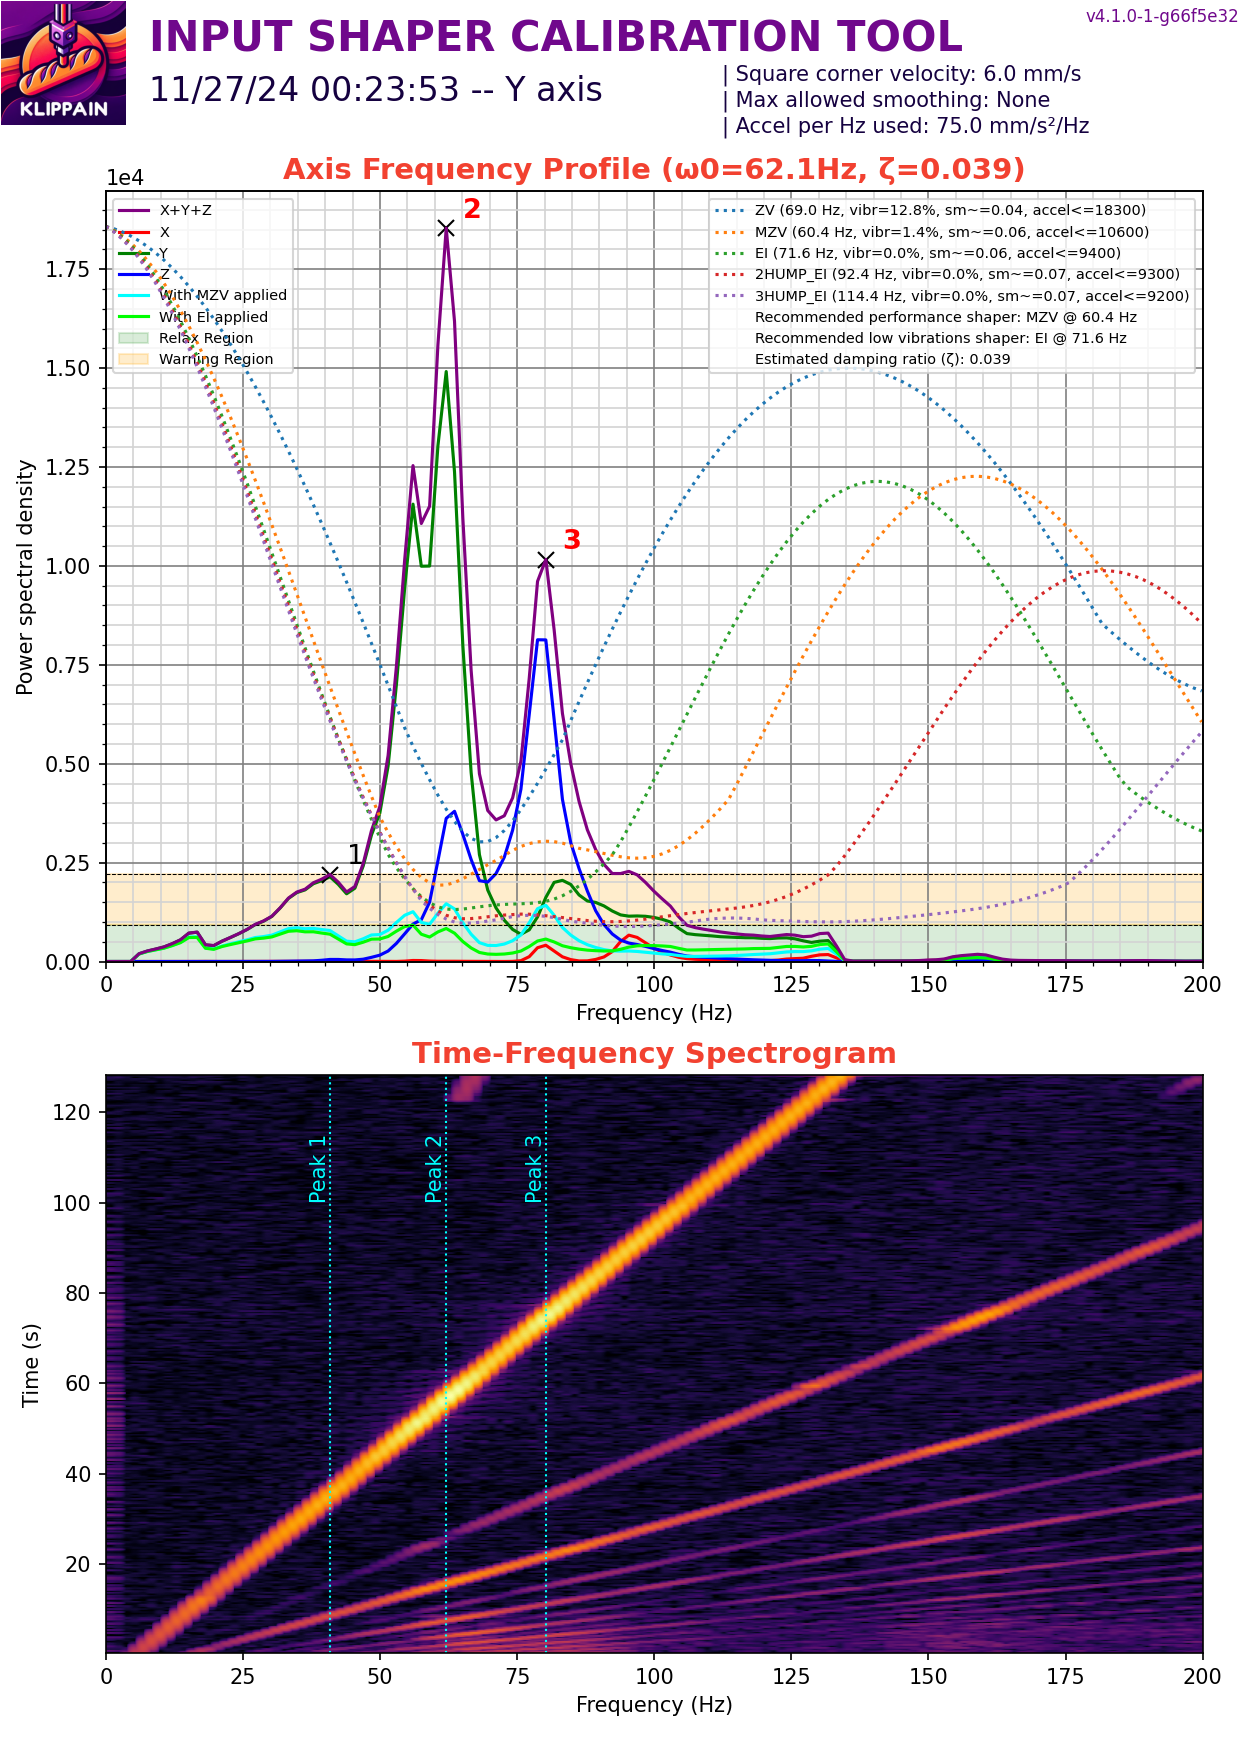 v4.1.0-1-g66f5e32
INPUT SHAPER CALIBRATION TOOL
11/27/24 00:23:53 -- Y axis
| Square corner velocity: 6.0 mm/s
| Max allowed smoothing: None
| Accel per Hz used: 75.0 mm/s²/Hz
KLIPPAIN
Axis Frequency Profile (ω0=62.1Hz, ζ=0.039)
1e4
X+Y+Z
X
Y
Z
With MZV applied
With EI applied
Relax Region
Warning Region
ZV (69.0 Hz, vibr=12.8%, sm~=0.04, accel<=18300)
MZV (60.4 Hz, vibr=1.4%, sm~=0.06, accel<=10600)
EI (71.6 Hz, vibr=0.0%, sm~=0.06, accel<=9400)
2HUMP_EI (92.4 Hz, vibr=0.0%, sm~=0.07, accel<=9300)
3HUMP_EI (114.4 Hz, vibr=0.0%, sm~=0.07, accel<=9200)
Recommended performance shaper: MZV @ 60.4 Hz
Recommended low vibrations shaper: EI @ 71.6 Hz
Estimated damping ratio (ζ): 0.039
2
3
1
Power spectral density
1.75
1.50
1.25
1.00
0.75
0.50
0.25
0.00
0 25 50 75 100 125 150 175 200
Frequency (Hz)
Time-Frequency Spectrogram
Peak 1
Peak 2
Peak 3
Time (s)
120
100
80
60
40
20
0 25 50 75 100 125 150 175 200
Frequency (Hz)